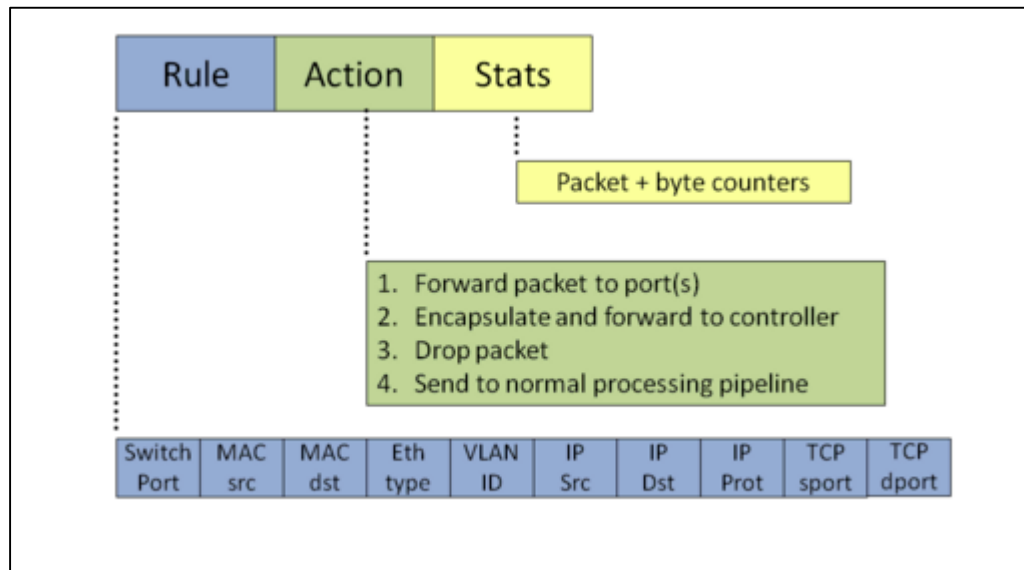 Rule Action Stats
Packet + byte counters
1. Forward packet to port(s)
2. Encapsulate and forward to controller
3. Drop packet
4. Send to normal processing pipeline
Switch MAC MAC Eth VLAN IP IP IP TCP TCP
Port src dst type ID Src Dst Prot sport dport